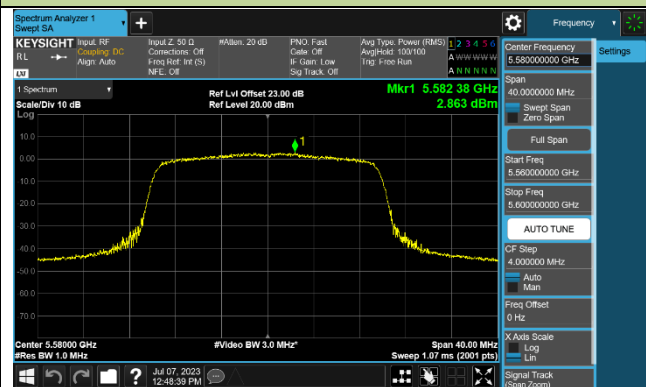 Spectrum Analyzer 1
Swept SA
Frequency
KEYSIGHT
RL
LXI
Input: RF
Coupling: DC
Align: Auto
Input Z: 50 Ω
Corrections: Off
Freq Ref: Int (S)
NFE: Off
#Atten: 20 dB
PNO: Fast
Gate: Off
IF Gain: Low
Sig Track: Off
Avg Type: Power (RMS)
Avg|Hold: 100/100
Trig: Free Run
1 2 3 4 5 6
A W W W W W
A N N N N N
1 Spectrum
Scale/Div 10 dB
Log
Ref Lvl Offset 23.00 dB
Ref Level 20.00 dBm
Mkr1 5.582 38 GHz
2.863 dBm
1
10.0
0.00
-10.0
-20.0
-30.0
-40.0
-50.0
-60.0
-70.0
Center 5.58000 GHz
#Res BW 1.0 MHz
#Video BW 3.0 MHz*
Span 40.00 MHz
Sweep 1.07 ms (2001 pts)
Jul 07, 2023
12:48:39 PM
Center Frequency
5.580000000 GHz
Settings
Span
40.0000000 MHz
Swept Span
Zero Span
Full Span
Start Freq
5.560000000 GHz
Stop Freq
5.600000000 GHz
AUTO TUNE
CF Step
4.000000 MHz
Auto
Man
Freq Offset
0 Hz
X Axis Scale
Log
Lin
Signal Track
(Span Zoom)